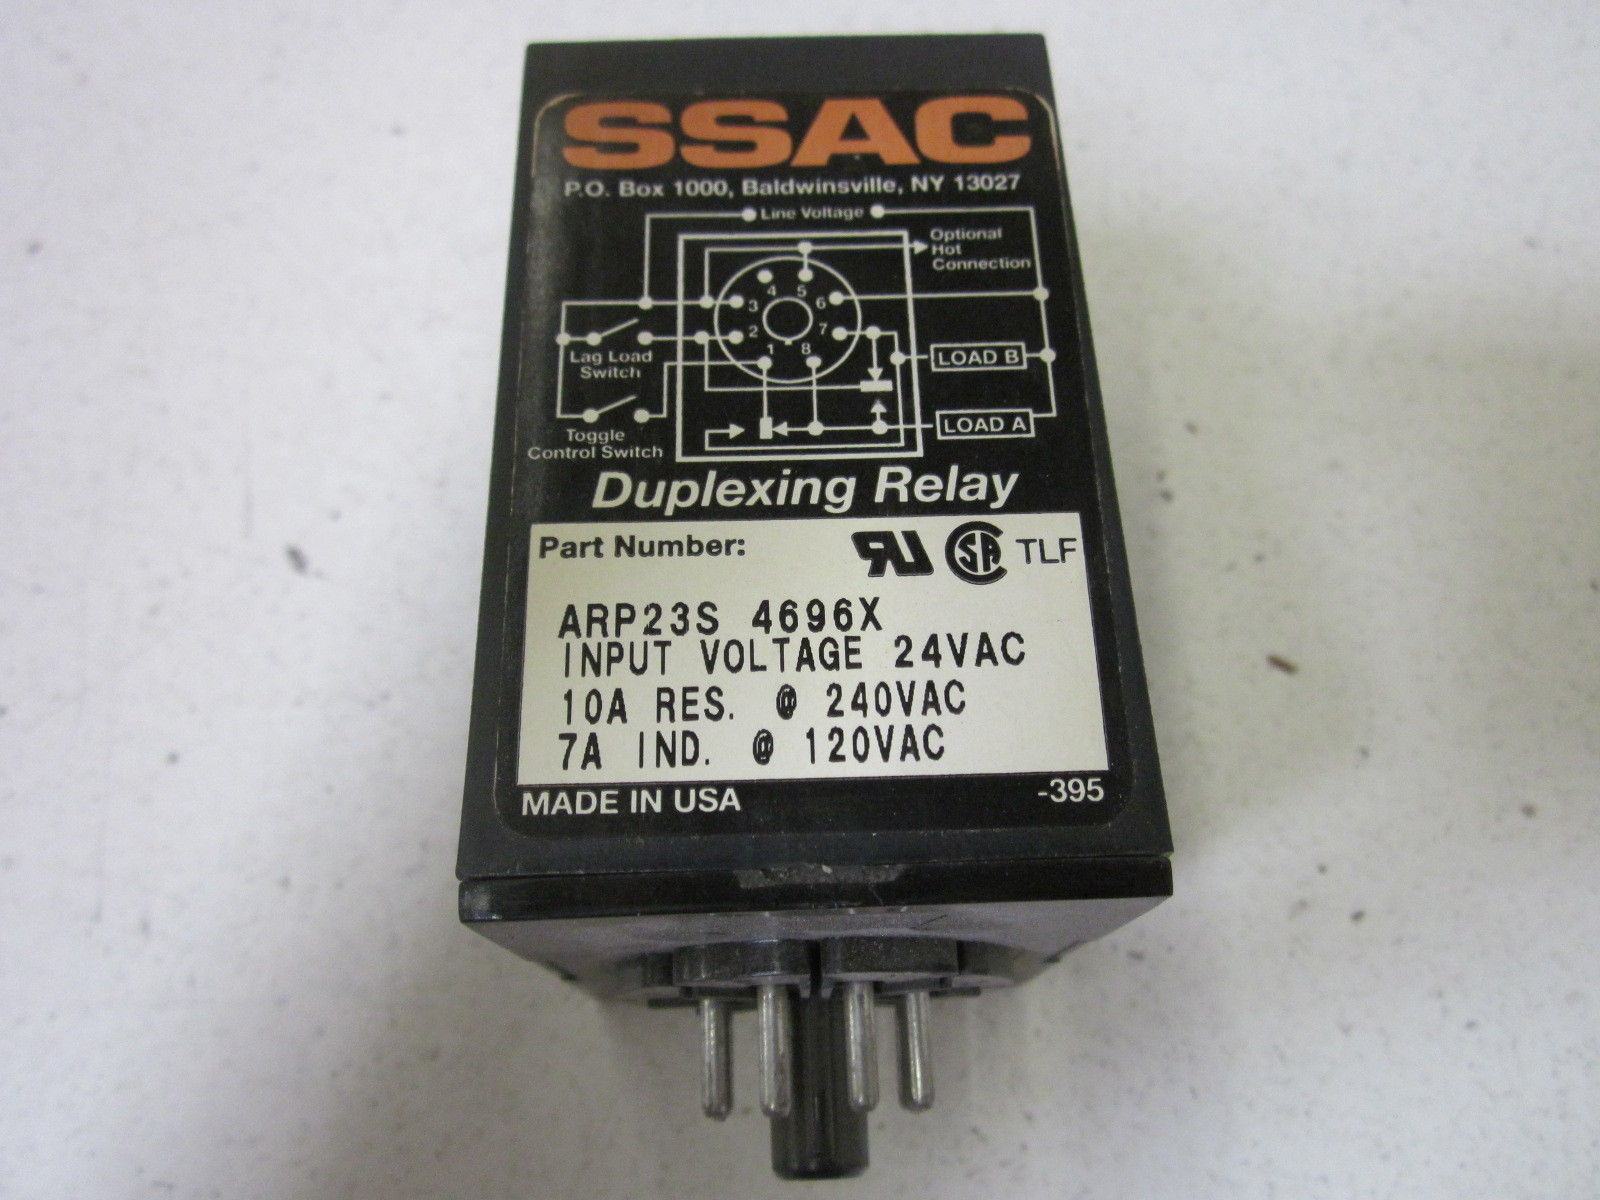 SSAC
P.O. Box 1000, Baldwinsville, NY 13027
Line Voltage
Optional
Hot
Connection
4 5
3 6
2 7
1 8
Lag Load
Switch
LOAD B
Toggle
Control Switch
LOAD A
Duplexing Relay
Part Number:
RU SA TLF
ARP23S 4696X
INPUT VOLTAGE 24VAC
10A RES. @ 240VAC
7A IND. @ 120VAC
MADE IN USA
-395